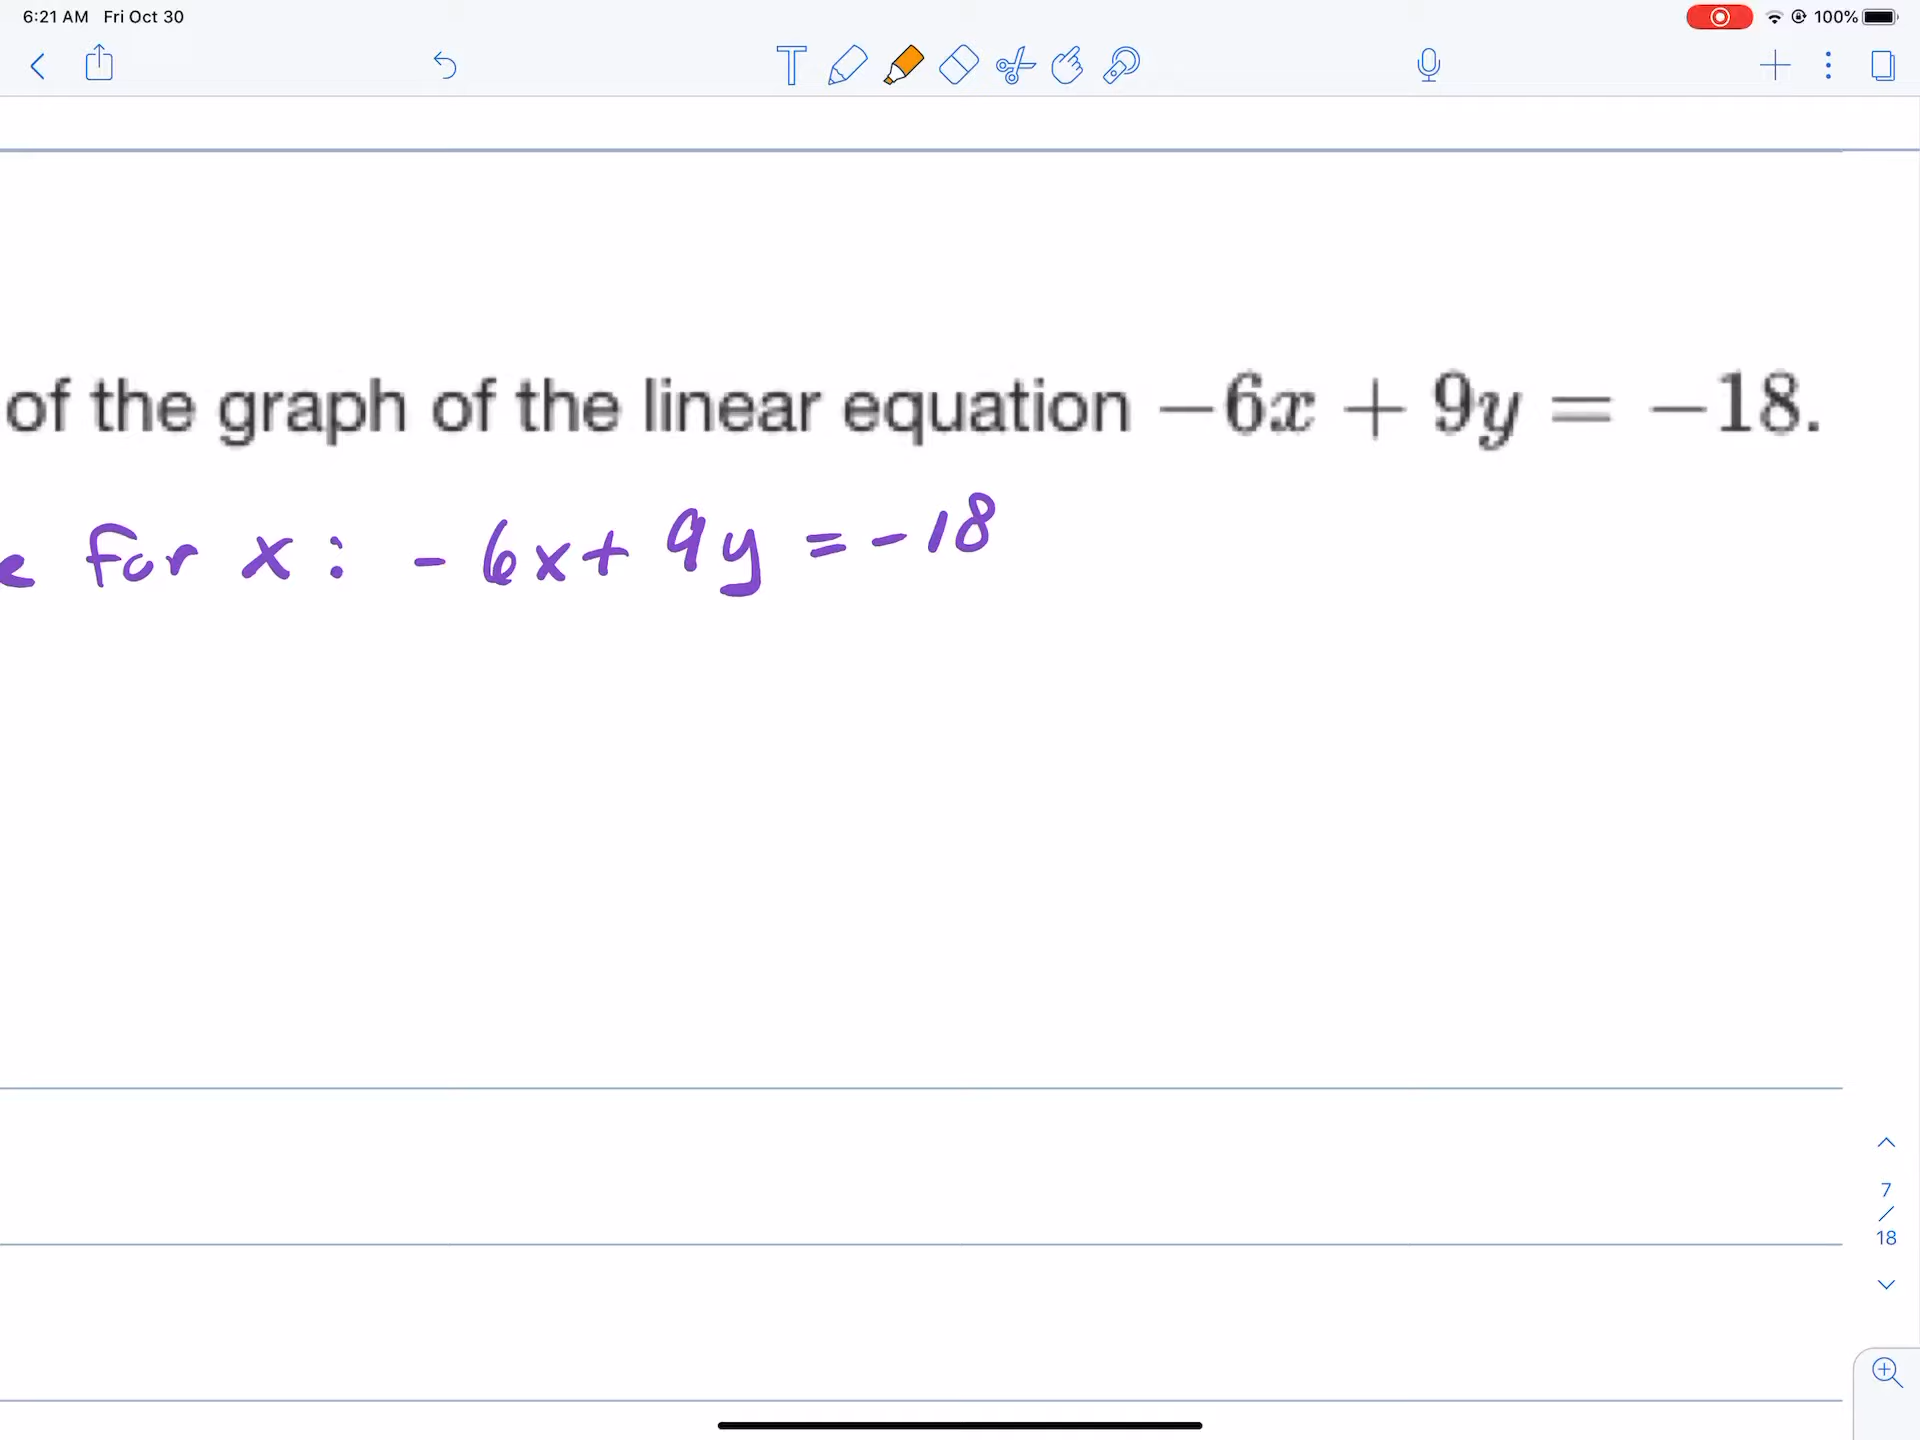 6:21 AM Fri Oct 30
100%
T
of the graph of the linear equation −6x + 9y = −18.
e for x: - 6x + 9y = -18
7
/
18